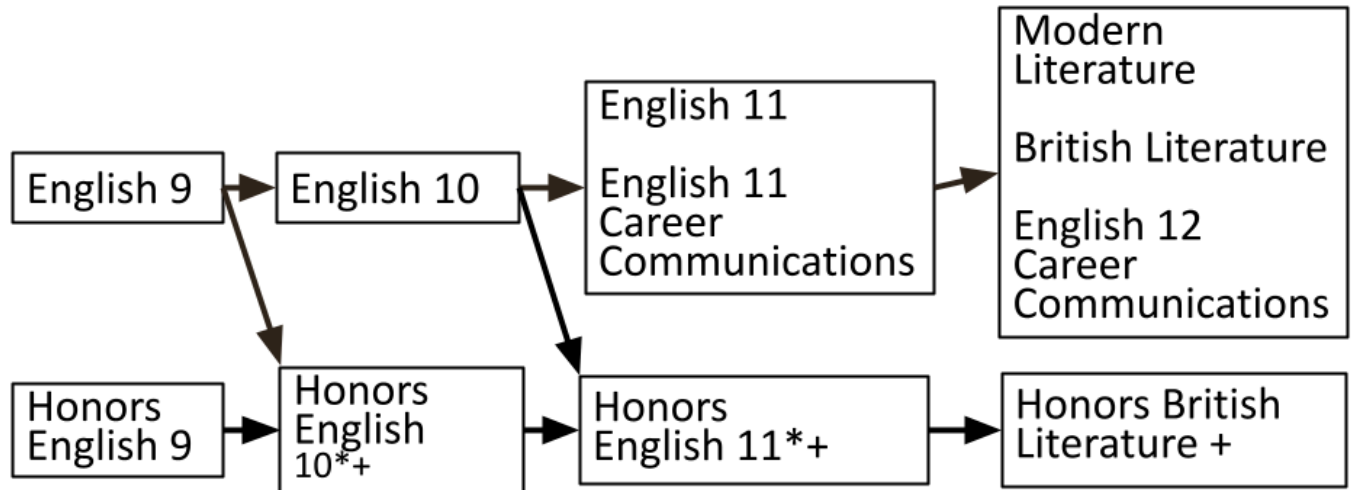 English 9
English 10
English 11
English 11
Career
Communications
Modern
Literature
British Literature
English 12
Career
Communications
Honors
English 9
Honors
English
10*+
Honors
English 11*+
Honors British
Literature +